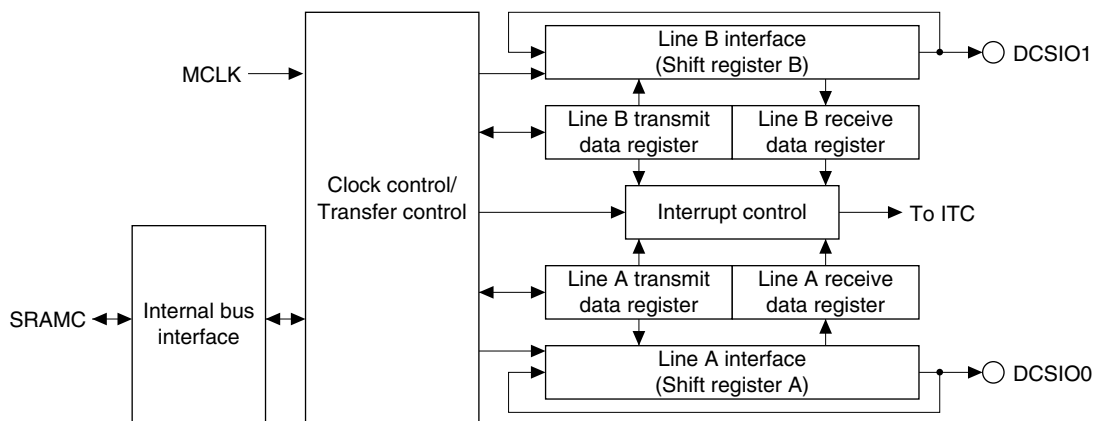 Line B interface
(Shift register B)
DCSIO1
MCLK
Line B transmit
data register
Line B receive
data register
Clock control/
Transfer control
Interrupt control
To ITC
Line A transmit
data register
Line A receive
data register
SRAMC
Internal bus
interface
Line A interface
(Shift register A)
DCSIO0